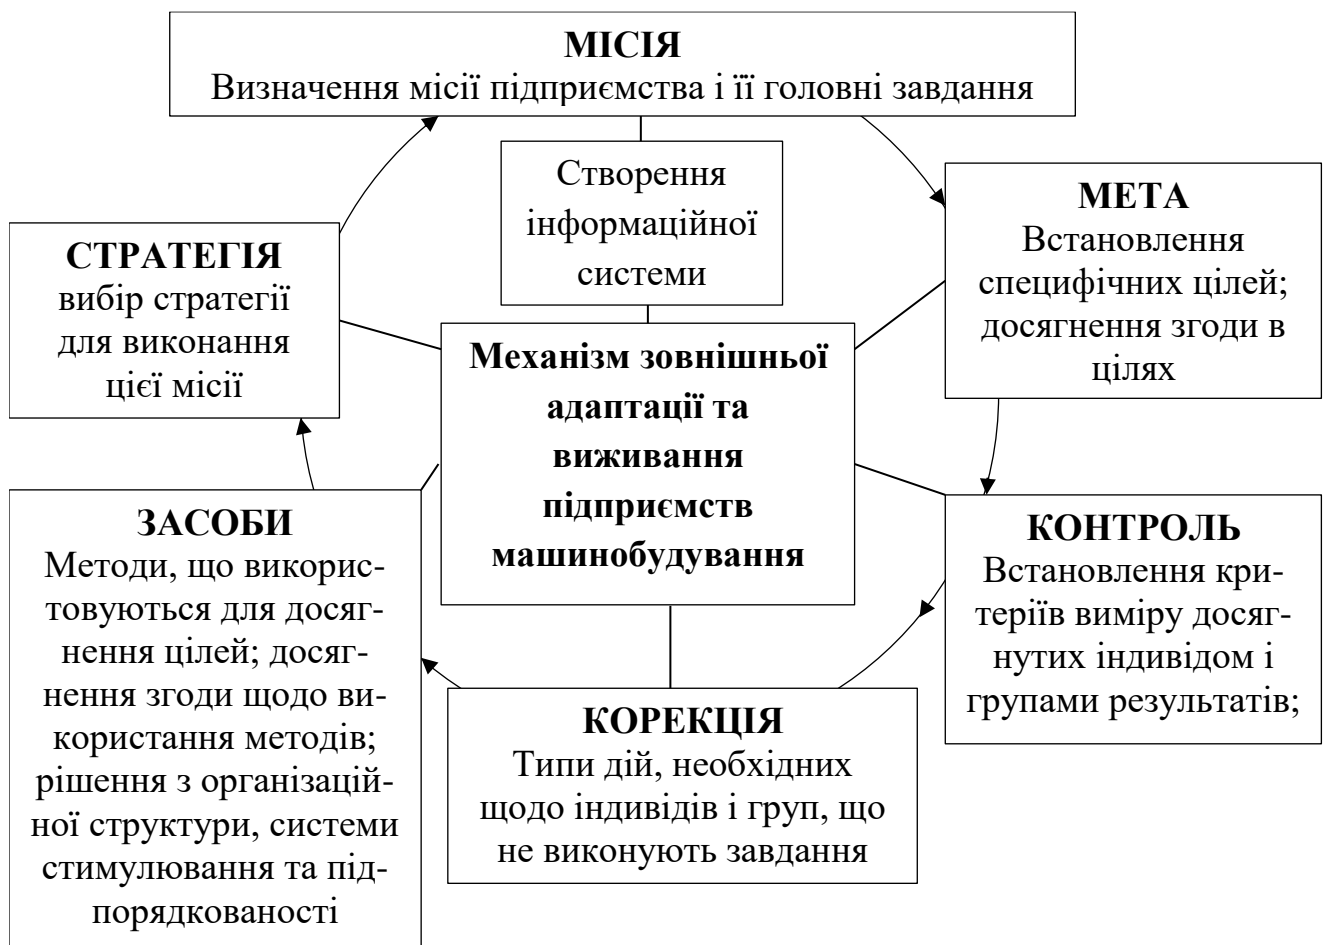 МІСІЯ
Визначення місії підприємства і її головні завдання
Створення
інформаційної
системи
МЕТА
Встановлення
специфічних цілей;
досягнення згоди в
цілях
СТРАТЕГІЯ
вибір стратегії
для виконання
цієї місії
Механізм зовнішньої
адаптації та
виживання
підприємств
машинобудування
ЗАСОБИ
Методи, що викорис-
товуються для досяг-
нення цілей; досяг-
нення згоди щодо ви-
користання методів;
рішення з організацій-
ної структури, системи
стимулювання та під-
порядкованості
КОНТРОЛЬ
Встановлення кри-
теріїв виміру досяг-
нутих індивідом і
групами результатів;
КОРЕКЦІЯ
Типи дій, необхідних
щодо індивідів і груп, що
не виконують завдання